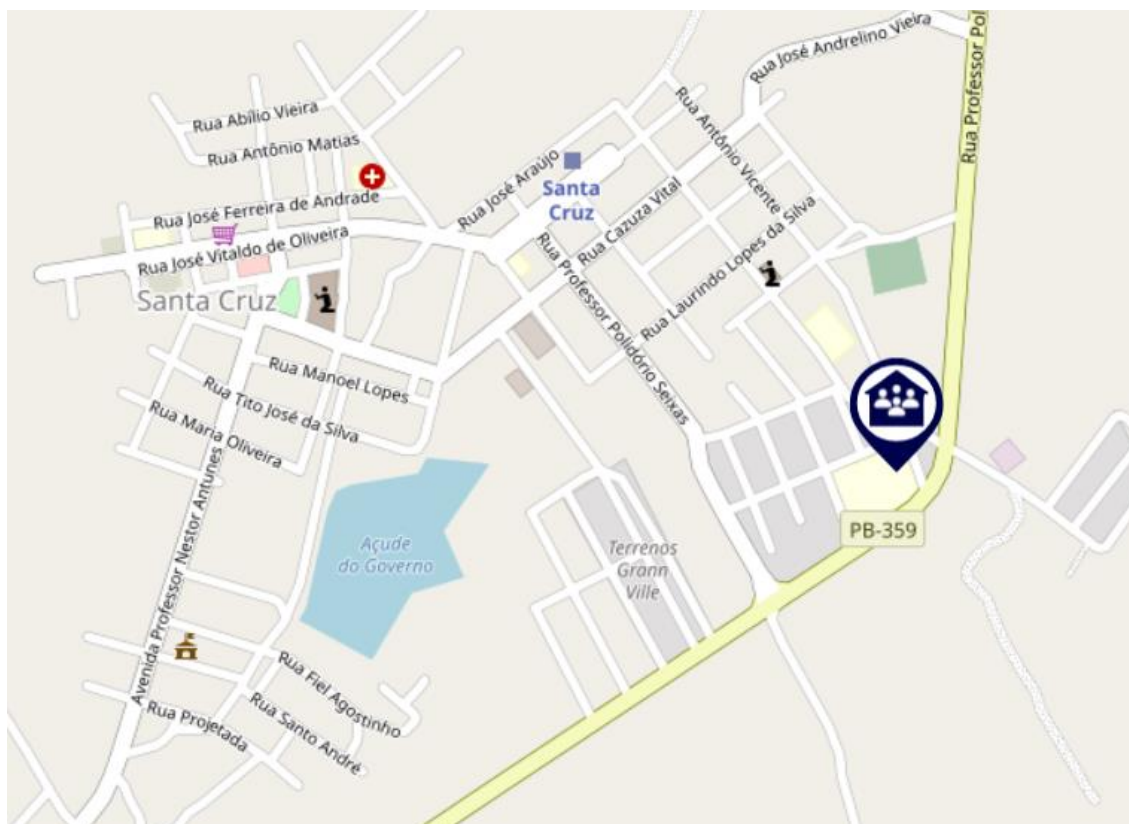 Rua José Andrelino Vieira
Rua Professor Pol
Rua Abílio Vieira
Rua Antônio Matias
Rua Antônio Vicente
Rua José Araújo
Santa
Cruz
Rua Cazuza Vital
Rua José Ferreira de Andrade
Rua José Vitaldo de Oliveira
Rua Laurindo Lopes da Silva
Santa Cruz
Rua Professor Polidório Seixas
Rua Manoel Lopes
Rua Tito José da Silva
Rua Maria Oliveira
Avenida Professor Nestor Antunes
Açude
do Governo
PB-359
Terrenos
Grann
Ville
Rua Fiel Agostinho
Rua Santo André
Rua Projetada